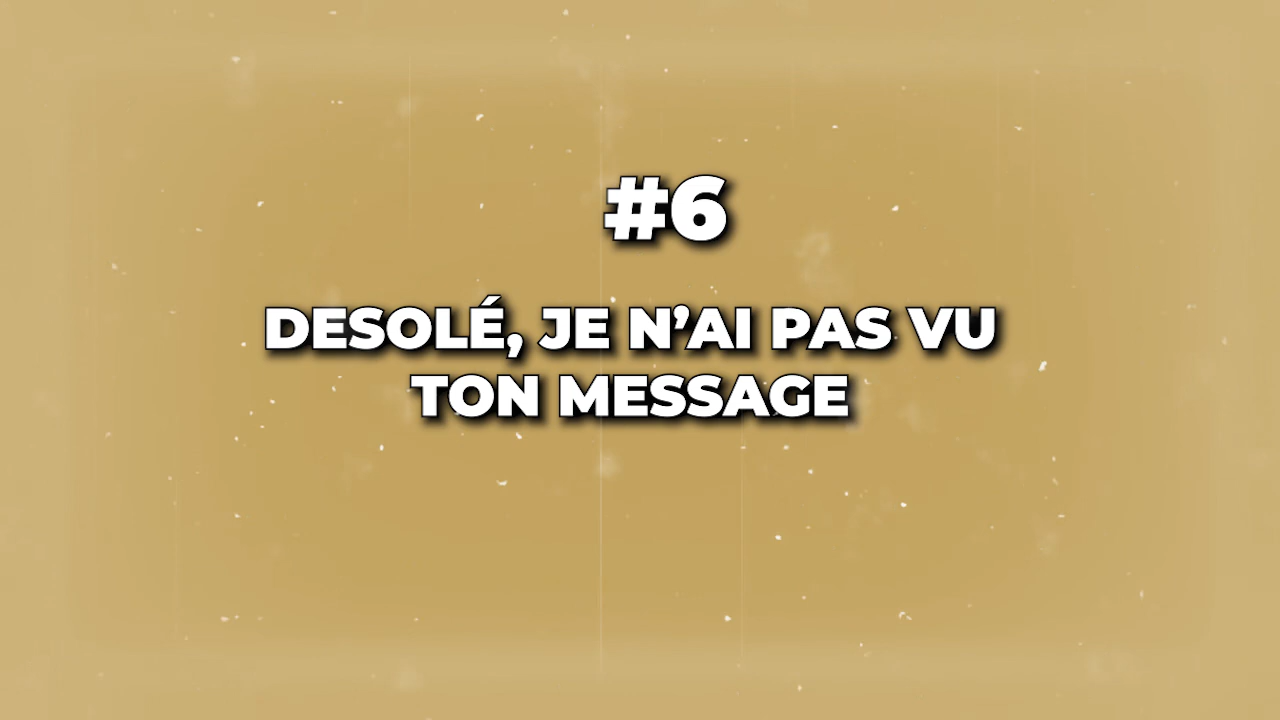 #6
DESOLÉ, JE N’AI PAS VU
TON MESSAGE